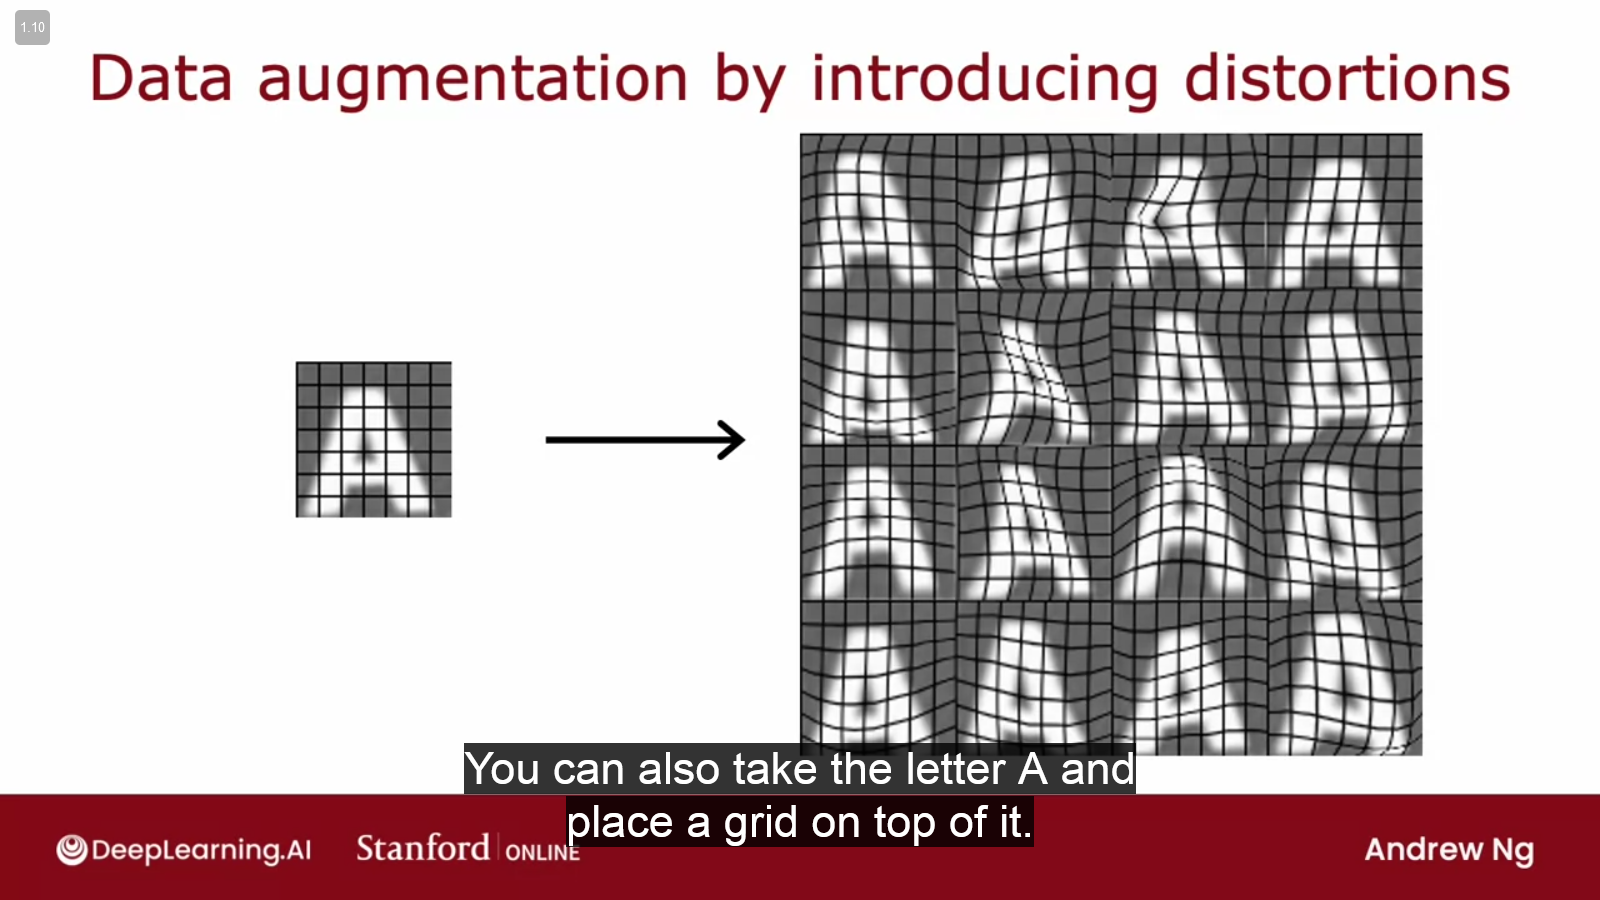 1.10
Data augmentation by introducing distortions
A
A A A A
A A A A
A A A A
A A A A
You can also take the letter A and
place a grid on top of it.
DeepLearning.AI
Stanford ONLINE
Andrew Ng